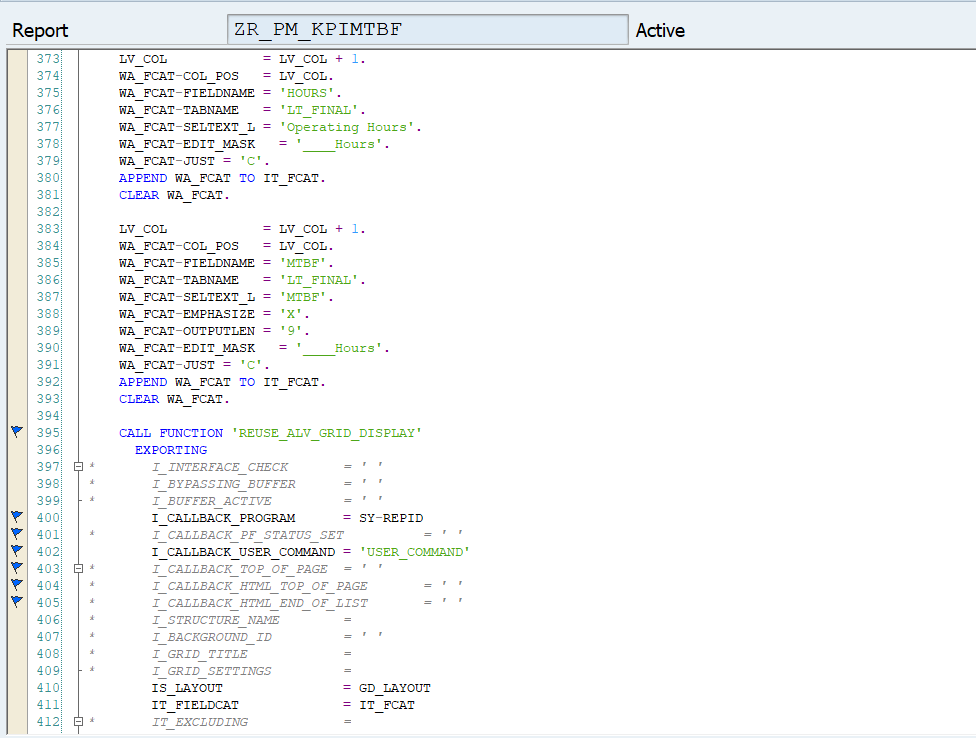 Report ZR_PM_KPIMTBF Active
373 LV_COL = LV_COL + 1.
374 WA_FCAT-COL_POS = LV_COL.
375 WA_FCAT-FIELDNAME = 'HOURS'.
376 WA_FCAT-TABNAME = 'LT_FINAL'.
377 WA_FCAT-SELTEXT_L = 'Operating Hours'.
378 WA_FCAT-EDIT_MASK = '____Hours'.
379 WA_FCAT-JUST = 'C'.
380 APPEND WA_FCAT TO IT_FCAT.
381 CLEAR WA_FCAT.
382
383 LV_COL = LV_COL + 1.
384 WA_FCAT-COL_POS = LV_COL.
385 WA_FCAT-FIELDNAME = 'MTBF'.
386 WA_FCAT-TABNAME = 'LT_FINAL'.
387 WA_FCAT-SELTEXT_L = 'MTBF'.
388 WA_FCAT-EMPHASIZE = 'X'.
389 WA_FCAT-OUTPUTLEN = '9'.
390 WA_FCAT-EDIT_MASK = '____Hours'.
391 WA_FCAT-JUST = 'C'.
392 APPEND WA_FCAT TO IT_FCAT.
393 CLEAR WA_FCAT.
394
395 CALL FUNCTION 'REUSE_ALV_GRID_DISPLAY'
396 EXPORTING
397 * I_INTERFACE_CHECK = ' '
398 * I_BYPASSING_BUFFER = ' '
399 * I_BUFFER_ACTIVE = ' '
400 I_CALLBACK_PROGRAM = SY-REPID
401 * I_CALLBACK_PF_STATUS_SET = ' '
402 I_CALLBACK_USER_COMMAND = 'USER_COMMAND'
403 * I_CALLBACK_TOP_OF_PAGE = ' '
404 * I_CALLBACK_HTML_TOP_OF_PAGE = ' '
405 * I_CALLBACK_HTML_END_OF_LIST = ' '
406 * I_STRUCTURE_NAME =
407 * I_BACKGROUND_ID = ' '
408 * I_GRID_TITLE =
409 * I_GRID_SETTINGS =
410 IS_LAYOUT = GD_LAYOUT
411 IT_FIELDCAT = IT_FCAT
412 * IT_EXCLUDING =